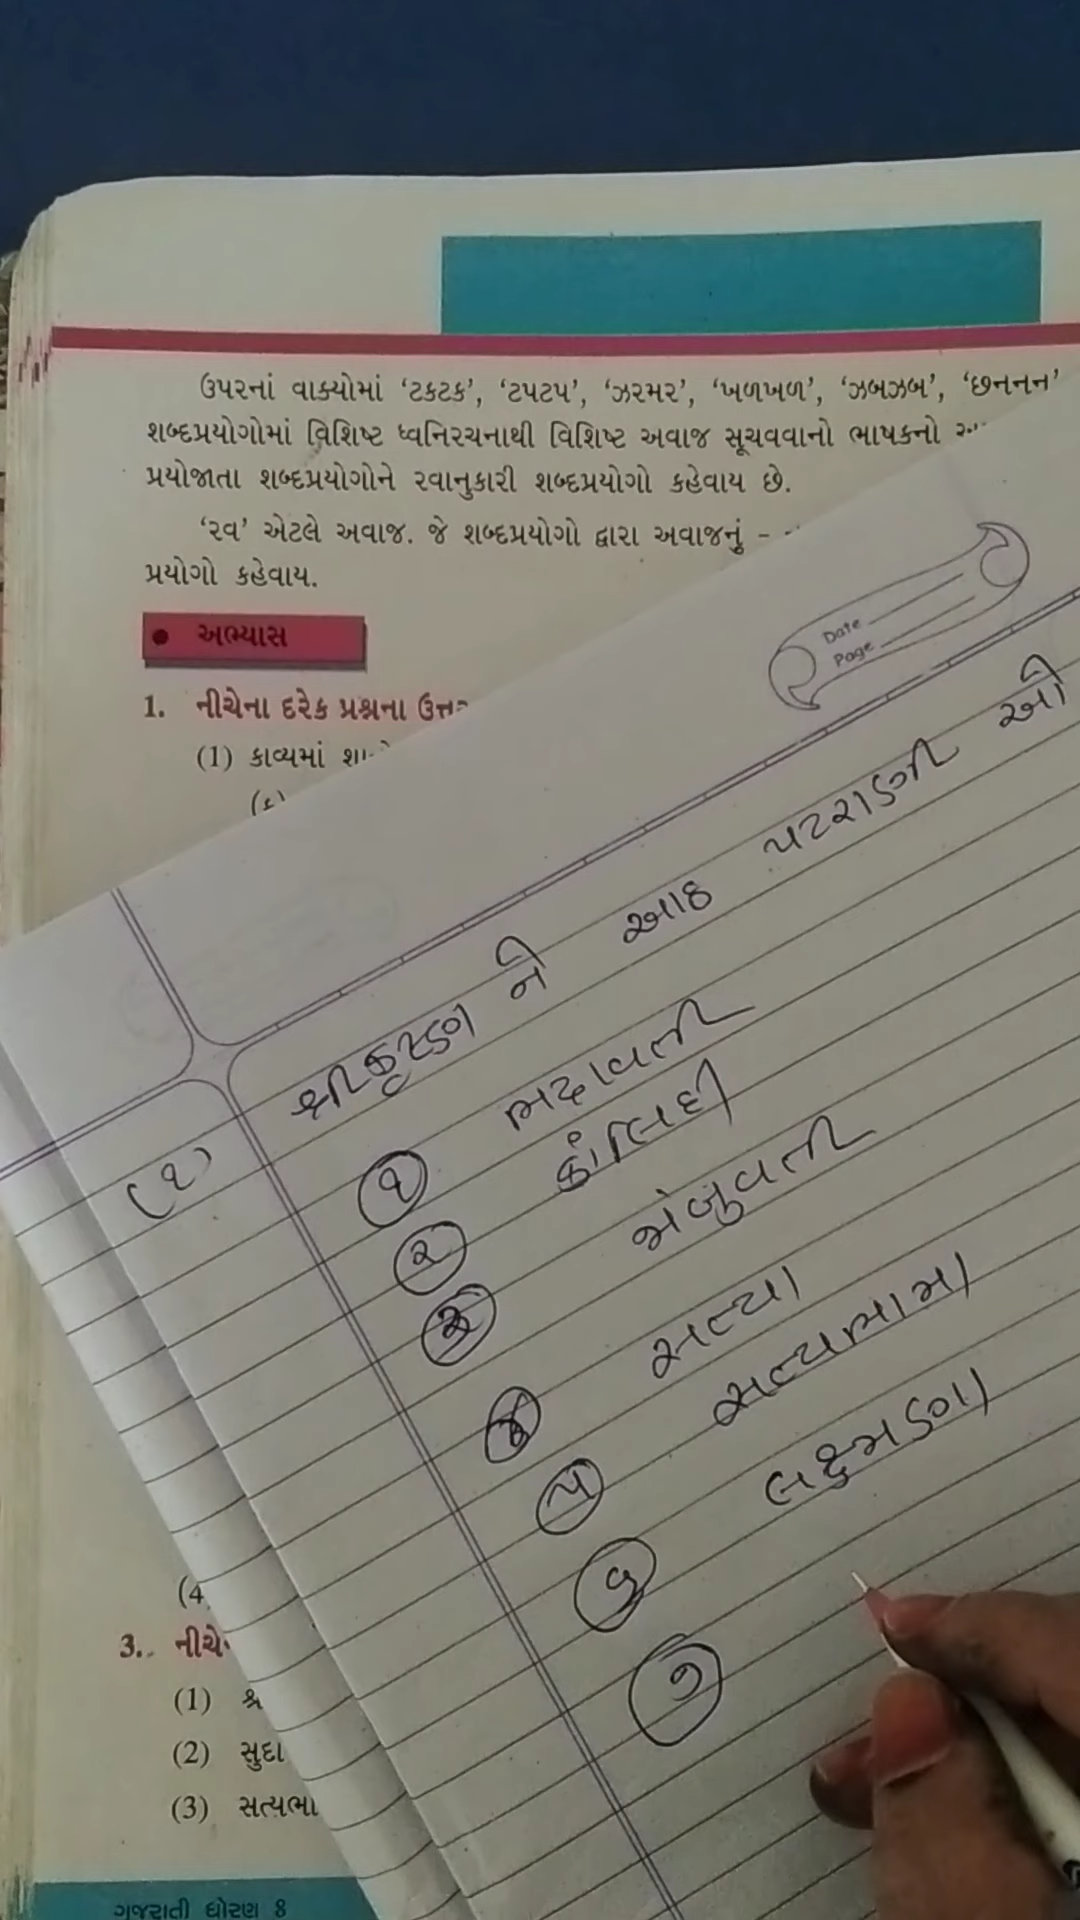 ઉપરનાં વાક્યોમાં ‘ટકટક’, ‘ટપટપ’, ‘ઝરમર’, ‘ખળખળ’, ‘ઝબઝબ’, ‘છનનન’
શબ્દપ્રયોગોમાં વિશિષ્ટ ધ્વનિરચનાથી વિશિષ્ટ અવાજ સૂચવવાનો ભાષકનો
પ્રયોજાતા શબ્દપ્રયોગોને રવાનુકારી શબ્દપ્રયોગો કહેવાય છે.
‘રવ’ એટલે અવાજ. જે શબ્દપ્રયોગો દ્વારા અવાજનું -
પ્રયોગો કહેવાય.
• અભ્યાસ
1. નીચેના દરેક પ્રશ્નના
(1) કાવ્યમાં
Date
Page
શ્રીકૃષ્ણ ને આઠ પટરાણી ઓ
(૧)
૧ ભદ્રાવતી
૨ કાંલિદી
૩ જાંબુવતી
૪ સત્યા
૫ સત્યભામા
૬ લક્ષ્મણા
૭
(4
3. નીચે
(1) શ્ર
(2) સુદા
(3) સત્યભા
ગુજરાતી ધોરણ 8